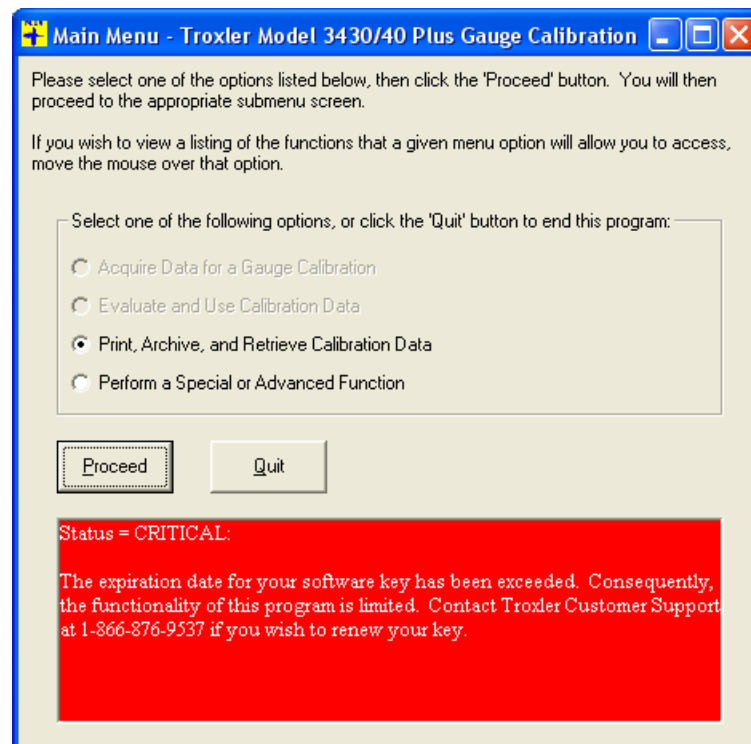 Main Menu - Troxler Model 3430/40 Plus Gauge Calibration
Please select one of the options listed below, then click the 'Proceed' button.  You will then
proceed to the appropriate submenu screen.
If you wish to view a listing of the functions that a given menu option will allow you to access,
move the mouse over that option.
Select one of the following options, or click the 'Quit' button to end this program:
Acquire Data for a Gauge Calibration
Evaluate and Use Calibration Data
Print, Archive, and Retrieve Calibration Data
Perform a Special or Advanced Function
Proceed Quit
Status = CRITICAL:
The expiration date for your software key has been exceeded.  Consequently,
the functionality of this program is limited.  Contact Troxler Customer Support
at 1-866-876-9537 if you wish to renew your key.